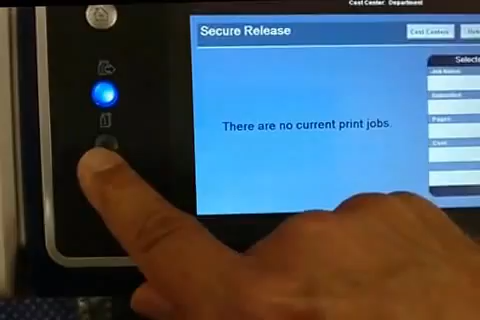 Cost Center: Department
Secure Release
Cost Centers
There are no current print jobs.
Job Name:
Pages:
Cost: